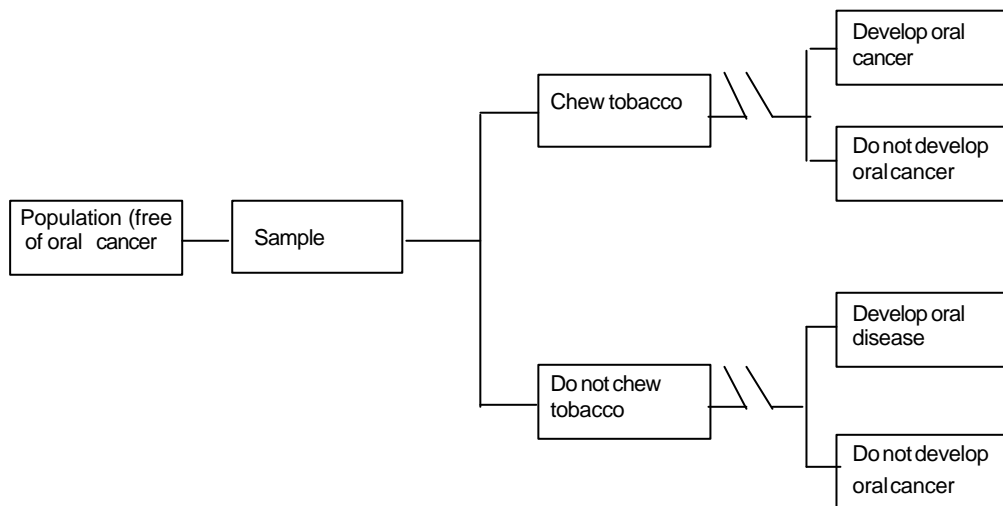 Population (free
of oral cancer
Sample
Chew tobacco
Develop oral
cancer
Do not develop
oral cancer
Do not chew
tobacco
Develop oral
disease
Do not develop
oral cancer